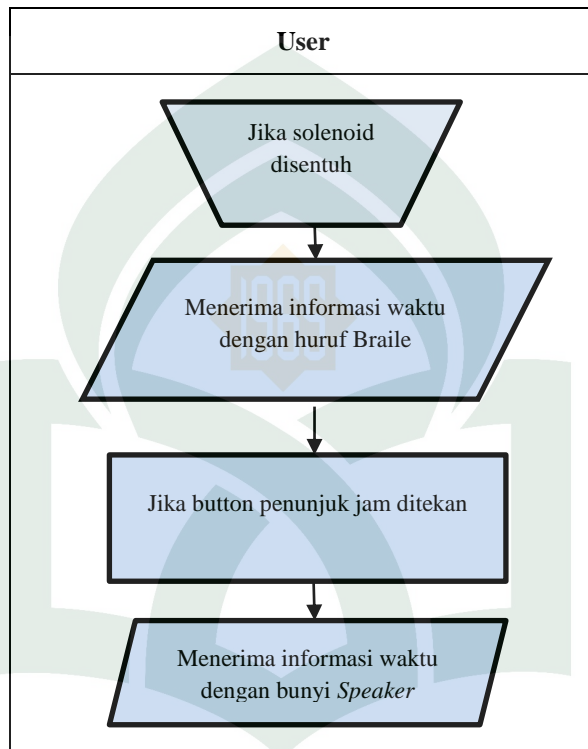 User
Jika solenoid
disentuh
Menerima informasi waktu
dengan huruf Braile
1989
Jika button penunjuk jam ditekan
Menerima informasi waktu
dengan bunyi Speaker